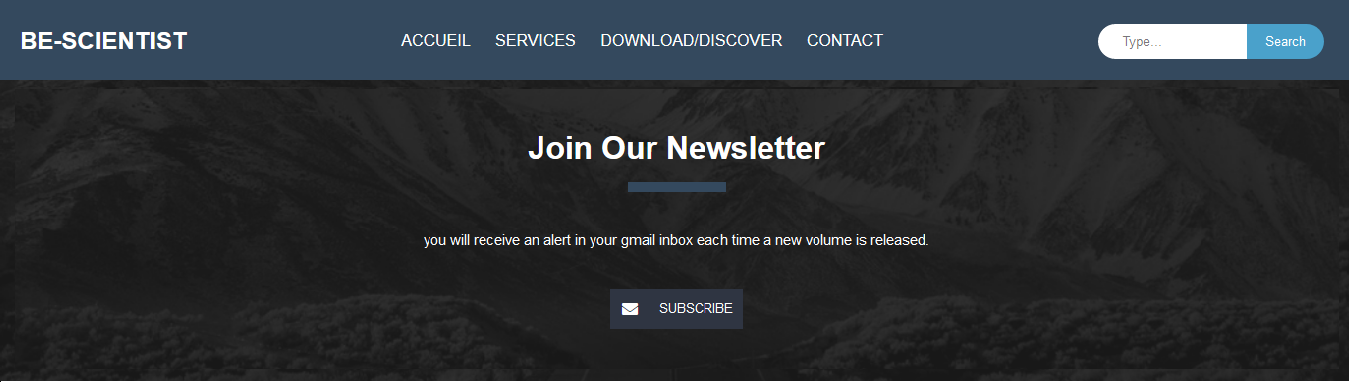 BE-SCIENTIST
ACCUEIL SERVICES DOWNLOAD/DISCOVER CONTACT
Type...
Search
Join Our Newsletter
you will receive an alert in your gmail inbox each time a new volume is released.
SUBSCRIBE